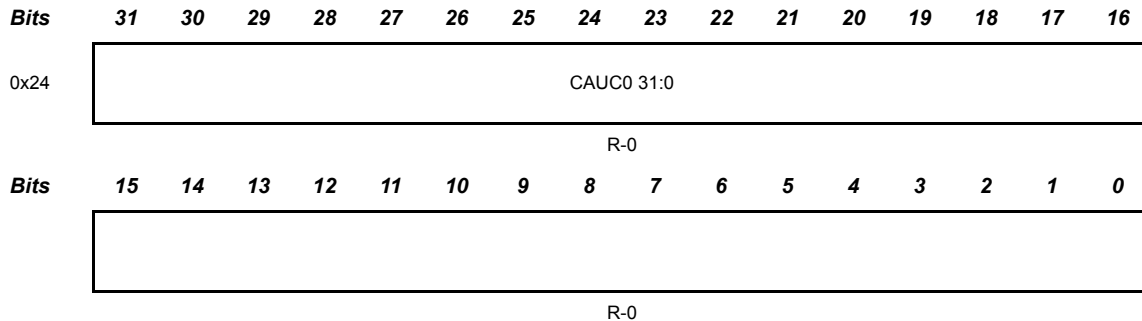 Bits 31 30 29 28 27 26 25 24 23 22 21 20 19 18 17 16
0x24 CAUC0 31:0
R-0
Bits 15 14 13 12 11 10 9 8 7 6 5 4 3 2 1 0
R-0